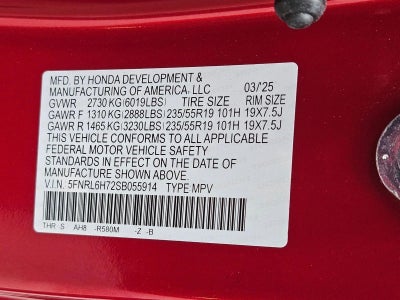 MFD. BY HONDA DEVELOPMENT &
MANUFACTURING OF AMERICA, LLC 03/'25
GVWR 2730 KG (6019LBS) TIRE SIZE RIM SIZE
GAWR F 1310 KG (2888LBS) 235/55R19 101H 19X7.5J
GAWR R 1465 KG (3230LBS) 235/55R19 101H 19X7.5J
THIS VEHICLE CONFORMS TO ALL APPLICABLE
FEDERAL MOTOR VEHICLE SAFETY
STANDARDS IN EFFECT ON THE DATE OF
MANUFACTURE SHOWN ABOVE.
V.I.N. 5FNRL6H72SB055914 TYPE MPV
THR S AH8 -R580M -Z -B